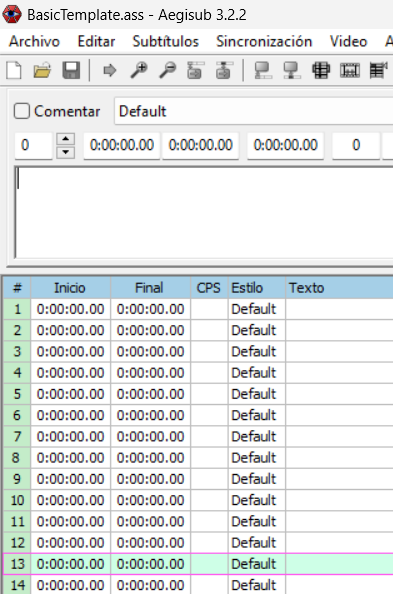 BasicTemplate.ass - Aegisub 3.2.2
Archivo Editar Subtítulos Sincronización Video
Comentar Default
0 0:00:00.00 0:00:00.00 0:00:00.00 0
# Inicio Final CPS Estilo Texto
1 0:00:00.00 0:00:00.00 Default
2 0:00:00.00 0:00:00.00 Default
3 0:00:00.00 0:00:00.00 Default
4 0:00:00.00 0:00:00.00 Default
5 0:00:00.00 0:00:00.00 Default
6 0:00:00.00 0:00:00.00 Default
7 0:00:00.00 0:00:00.00 Default
8 0:00:00.00 0:00:00.00 Default
9 0:00:00.00 0:00:00.00 Default
10 0:00:00.00 0:00:00.00 Default
11 0:00:00.00 0:00:00.00 Default
12 0:00:00.00 0:00:00.00 Default
13 0:00:00.00 0:00:00.00 Default
14 0:00:00.00 0:00:00.00 Default